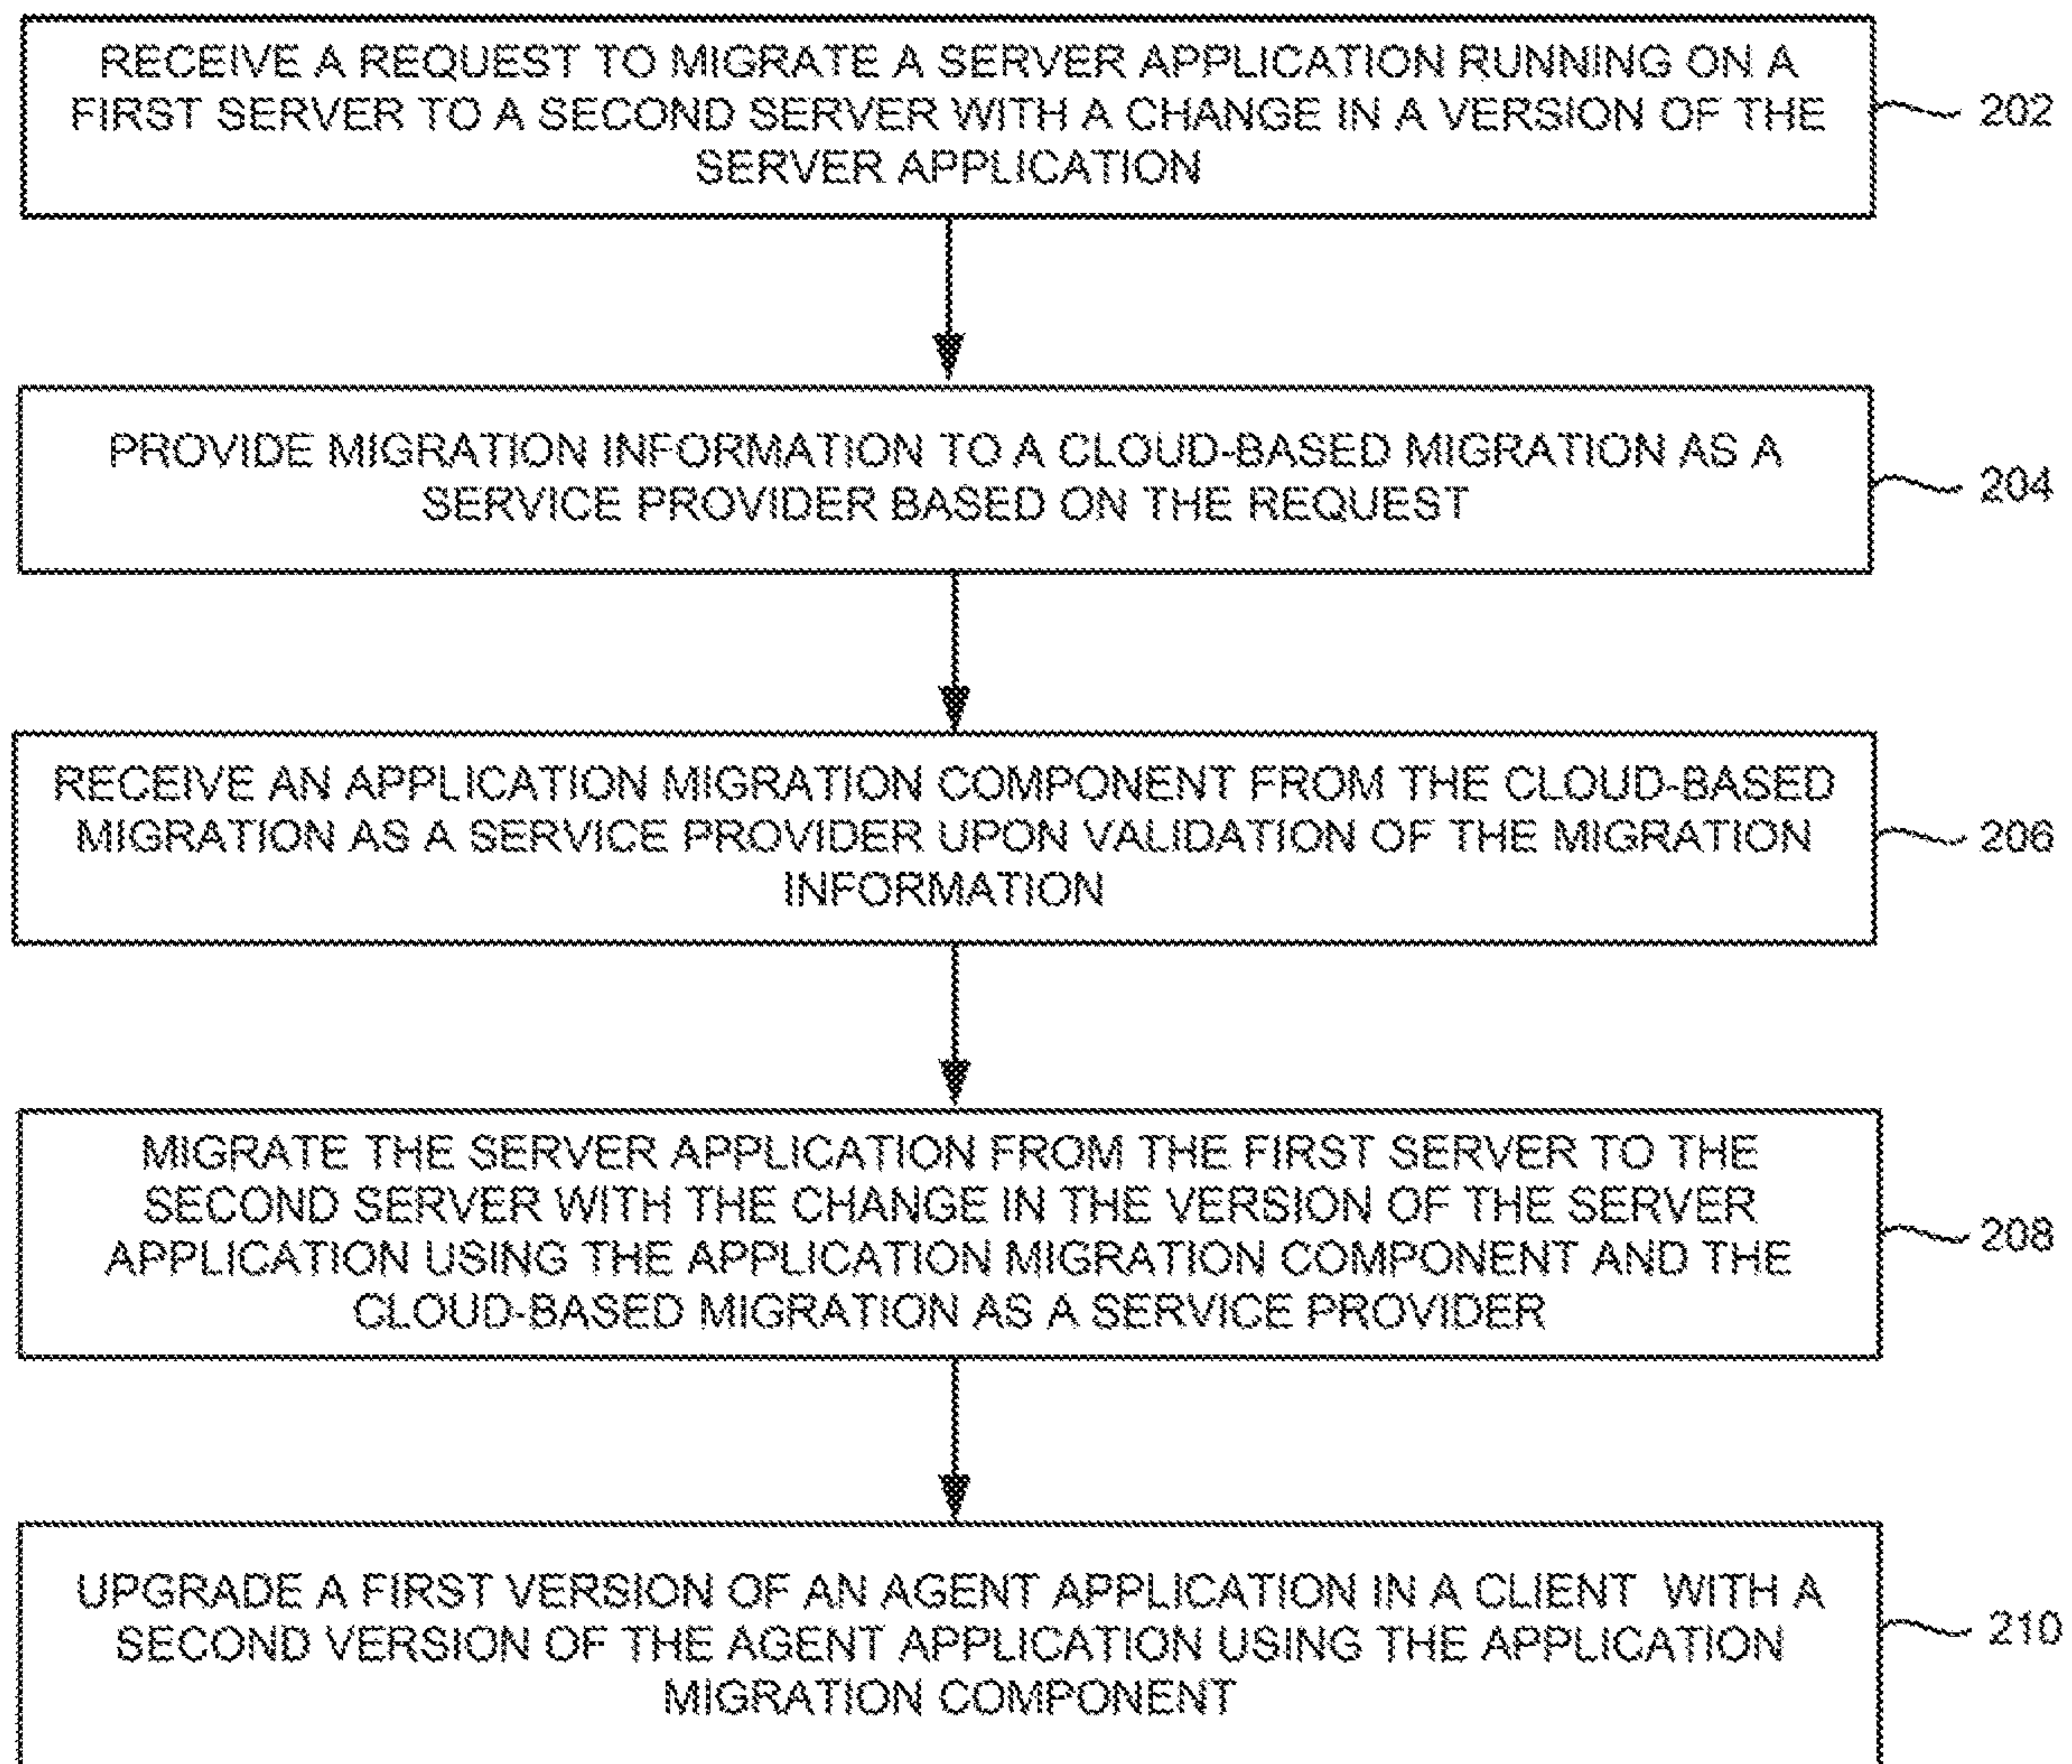 RECEIVE A REQUEST TO MIGRATE A SERVER APPLICATION RUNNING ON A
FIRST SERVER TO A SECOND SERVER WITH A CHANGE IN A VERSION OF THE
SERVER APPLICATION
202
PROVIDE MIGRATION INFORMATION TO A CLOUD-BASED MIGRATION AS A
SERVICE PROVIDER BASED ON THE REQUEST
204
RECEIVE AN APPLICATION MIGRATION COMPONENT FROM THE CLOUD-BASED
MIGRATION AS A SERVICE PROVIDER UPON VALIDATION OF THE MIGRATION
INFORMATION
206
MIGRATE THE SERVER APPLICATION FROM THE FIRST SERVER TO THE
SECOND SERVER WITH THE CHANGE IN THE VERSION OF THE SERVER
APPLICATION USING THE APPLICATION MIGRATION COMPONENT AND THE
CLOUD-BASED MIGRATION AS A SERVICE PROVIDER
208
UPGRADE A FIRST VERSION OF AN AGENT APPLICATION IN A CLIENT WITH A
SECOND VERSION OF THE AGENT APPLICATION USING THE APPLICATION
MIGRATION COMPONENT
210